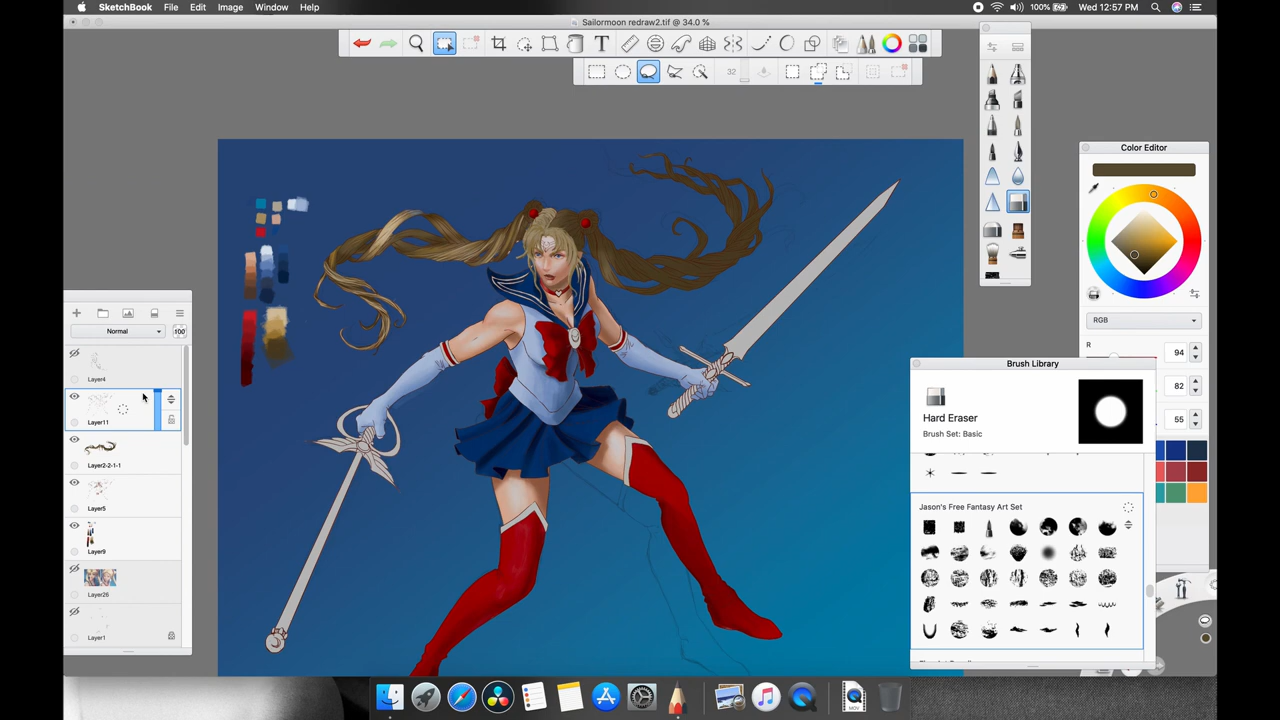 SketchBook File Edit Image Window Help
100% Wed 12:57 PM
Sailormoon redraw2.tif @ 34.0 %
T
32
Color Editor
Normal
100
RGB
R
94
82
55
Layer4
Layer11
Layer2-2-1-1
Layer5
Layer9
Layer26
Layer1
Brush Library
Hard Eraser
Brush Set: Basic
Jason's Free Fantasy Art Set
MOV